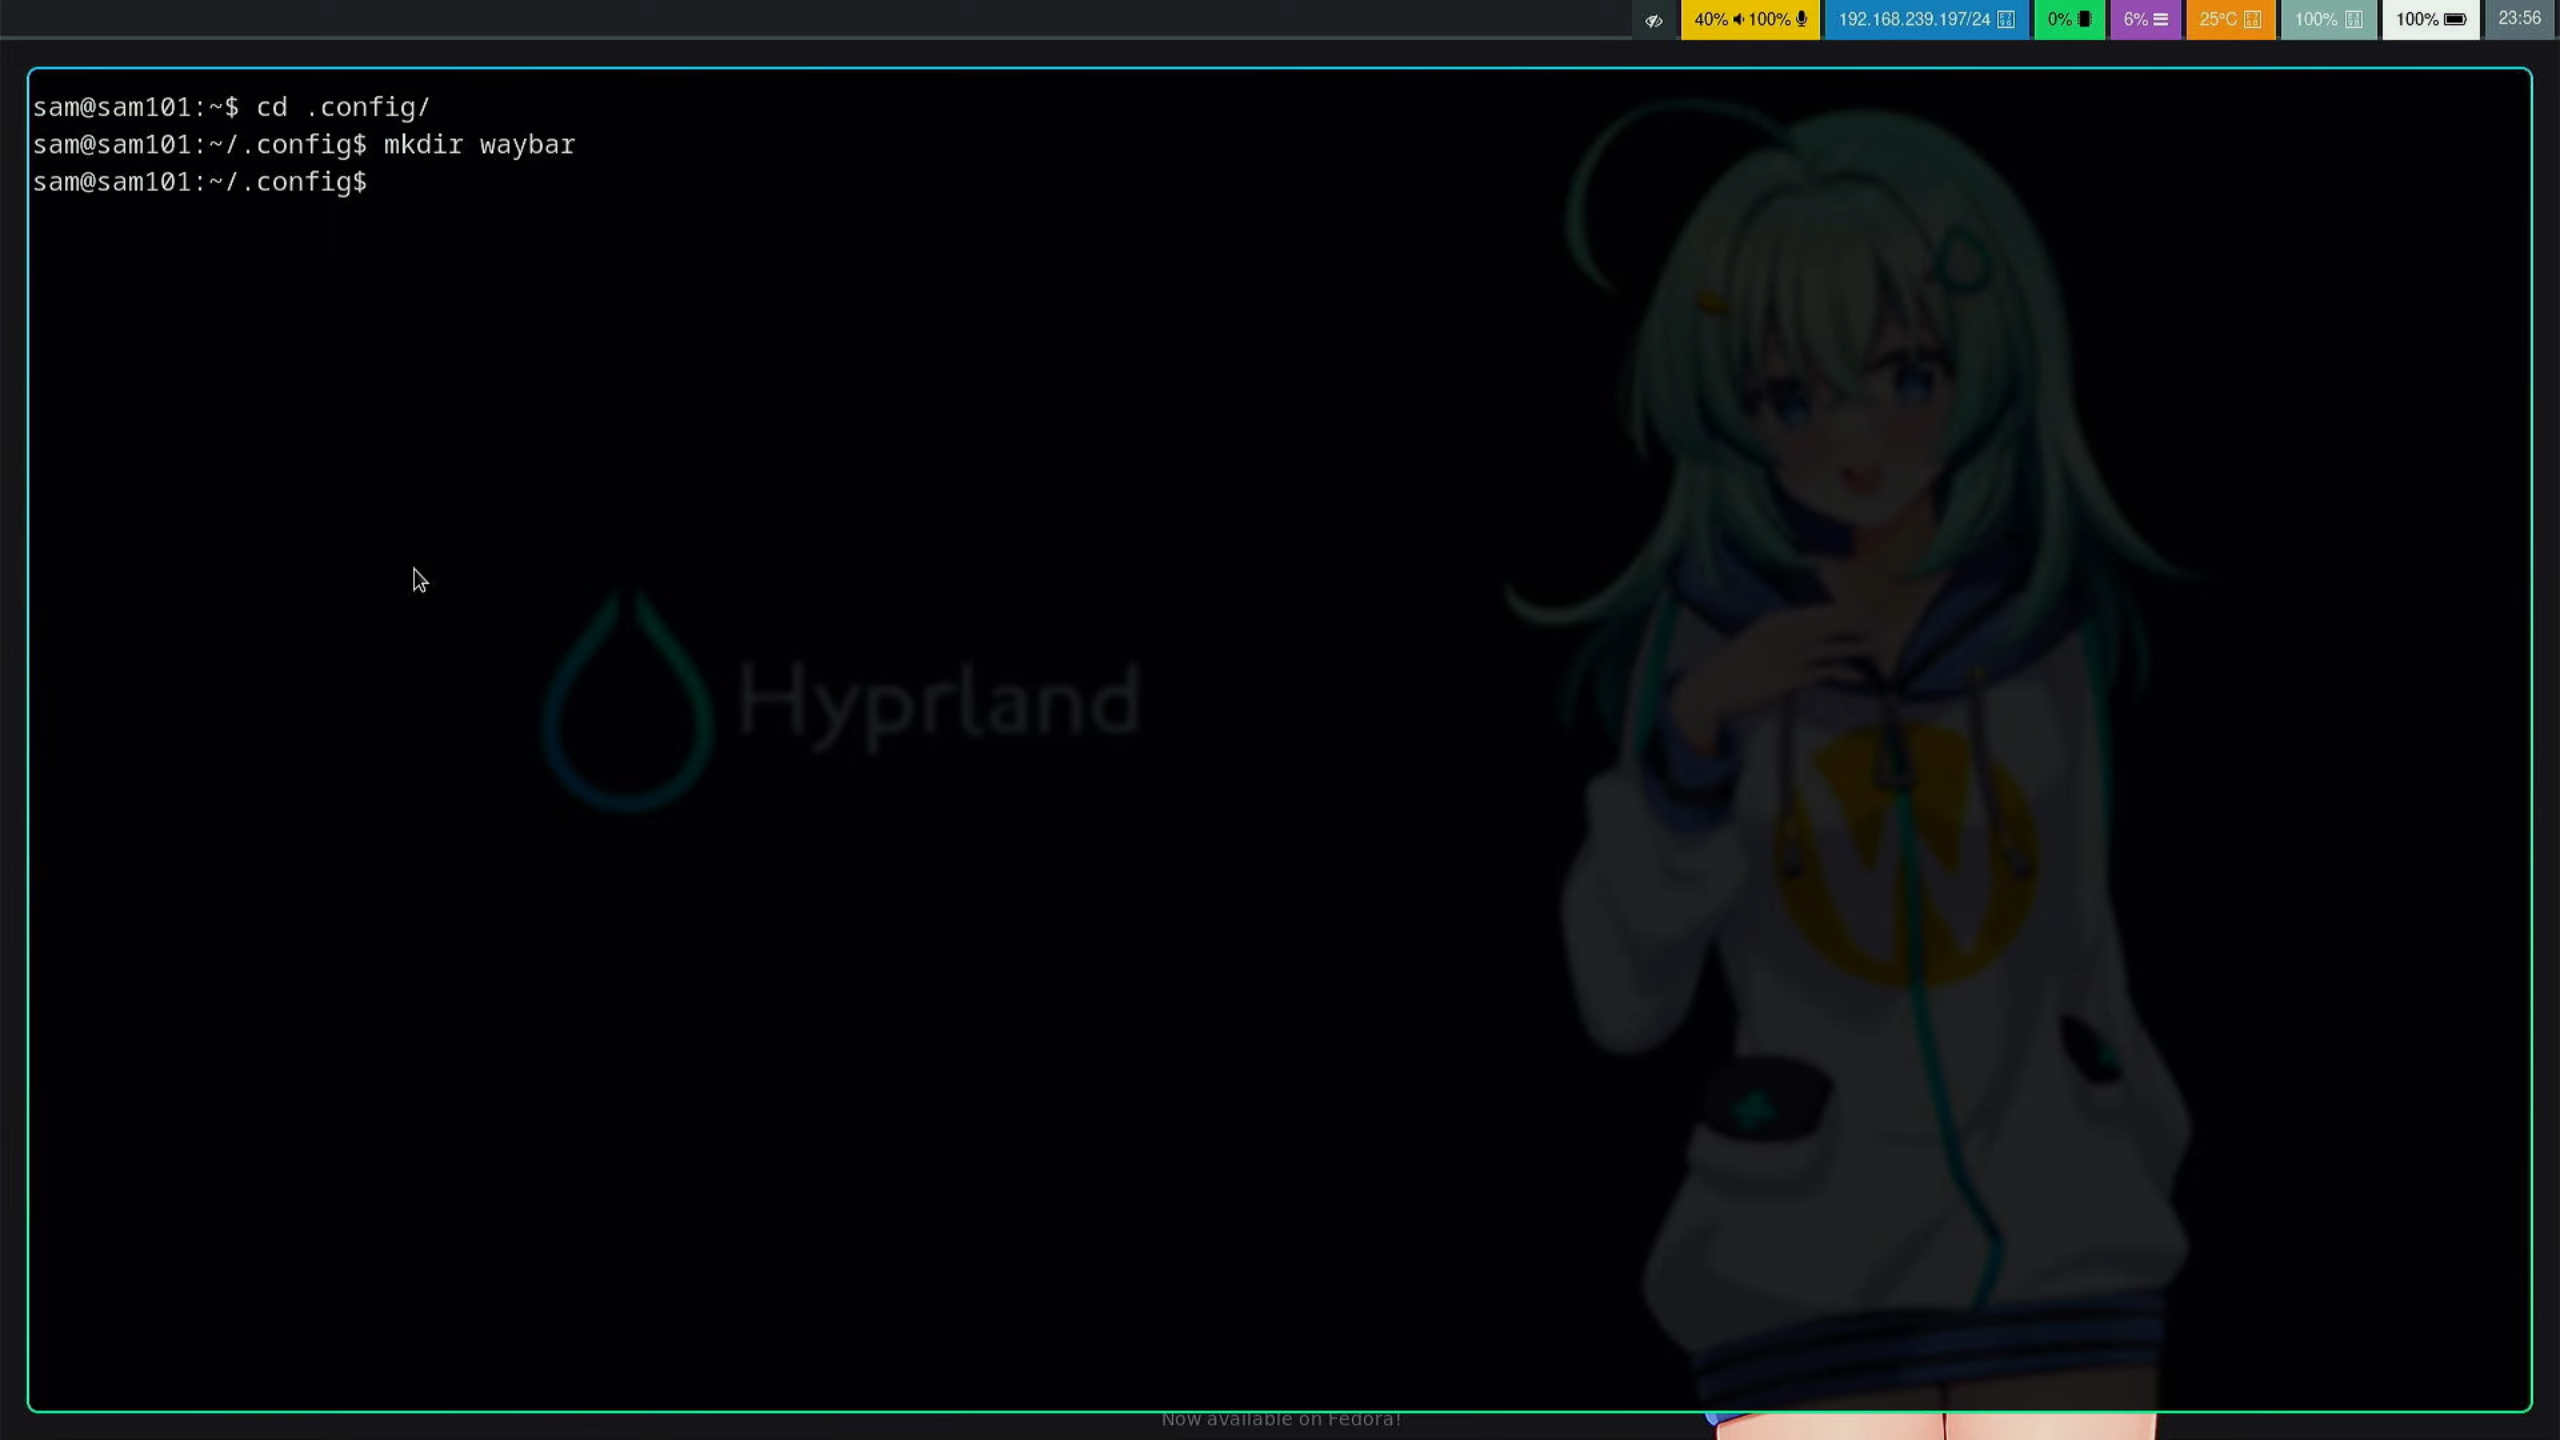 40% 100% 192.168.239.197/24 0% 6% 25°C 100% 100% 23:56
sam@sam101:~$ cd .config/
sam@sam101:~/.config$ mkdir waybar
sam@sam101:~/.config$
Hyprland
W
Now available on Fedora!